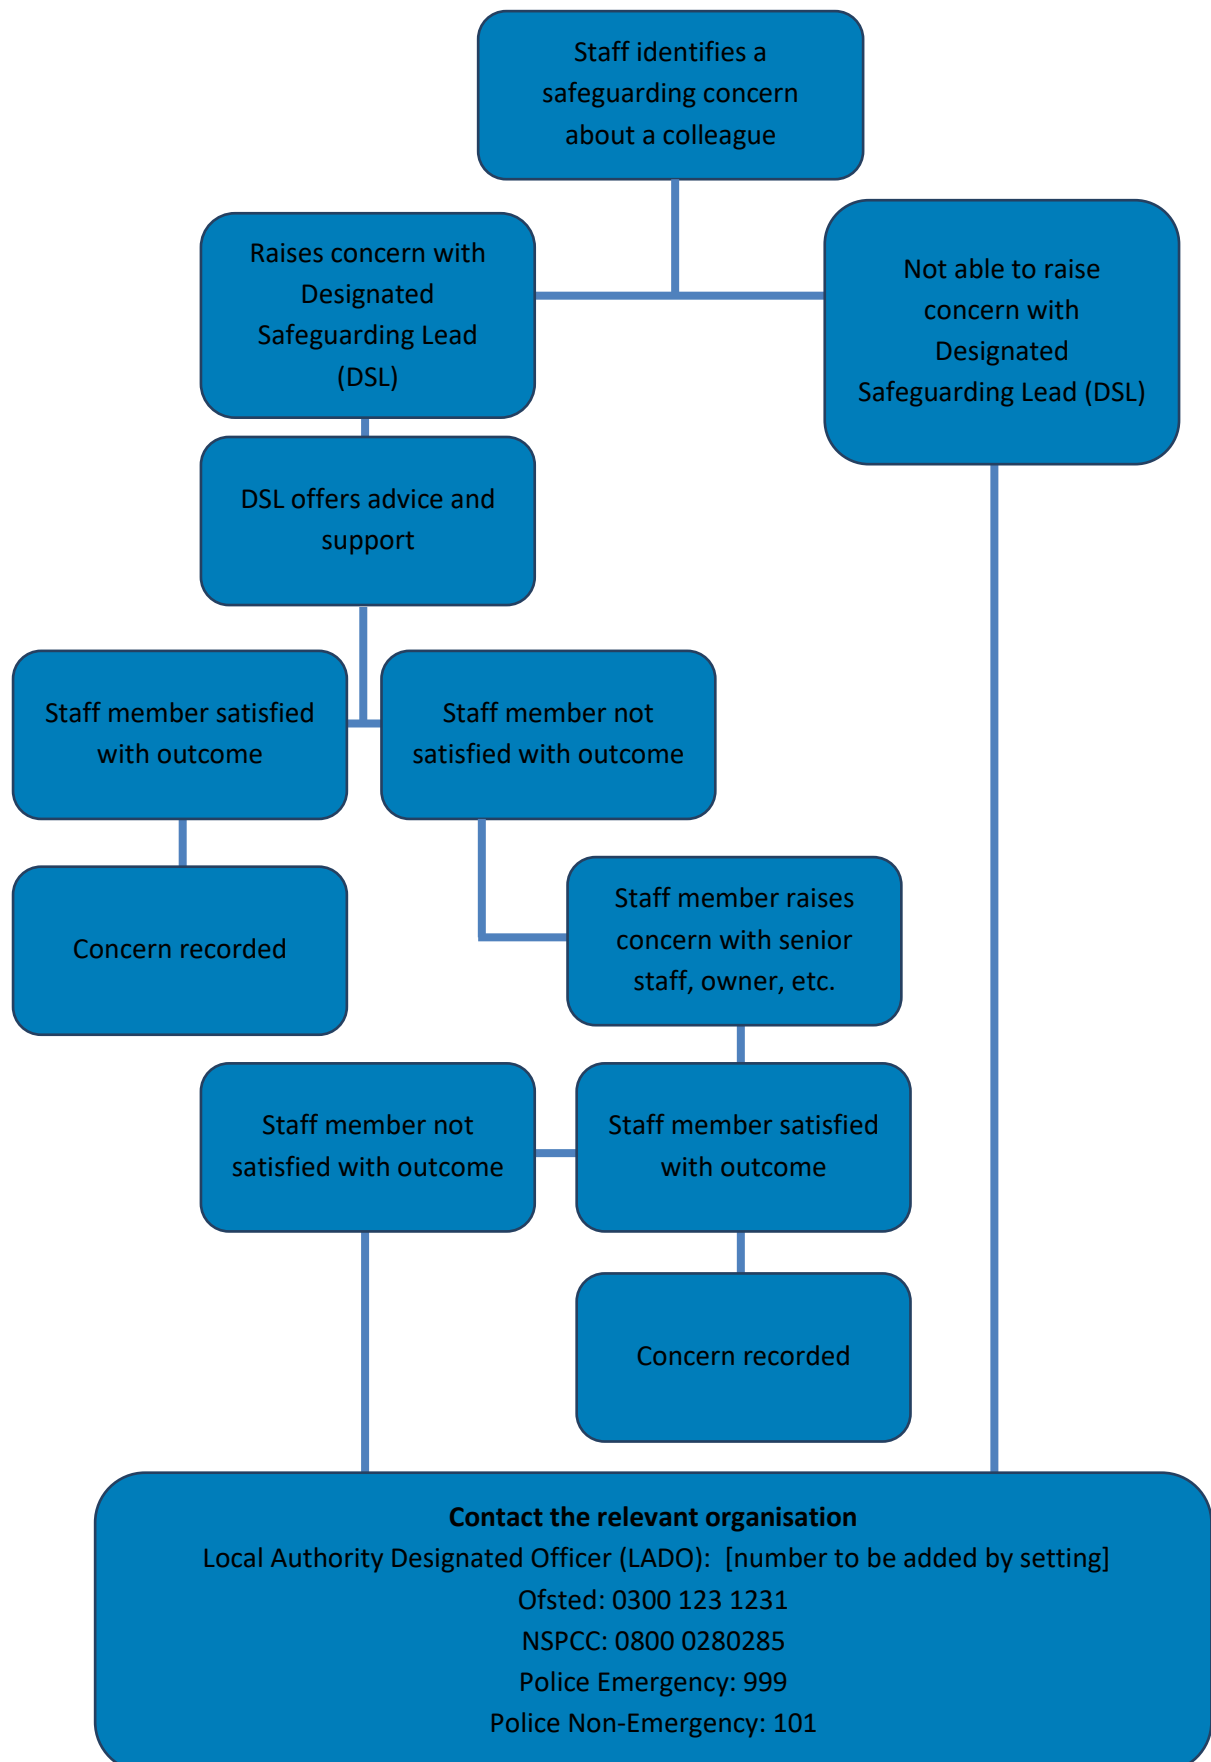 Staff identifies a
safeguarding concern
about a colleague
Raises concern with
Designated
Safeguarding Lead
(DSL)
Not able to raise
concern with
Designated
Safeguarding Lead (DSL)
DSL offers advice and
support
Staff member satisfied
with outcome
Staff member not
satisfied with outcome
Concern recorded
Staff member raises
concern with senior
staff, owner, etc.
Staff member not
satisfied with outcome
Staff member satisfied
with outcome
Concern recorded
Contact the relevant organisation
Local Authority Designated Officer (LADO):  [number to be added by setting]
Ofsted: 0300 123 1231
NSPCC: 0800 0280285
Police Emergency: 999
Police Non-Emergency: 101